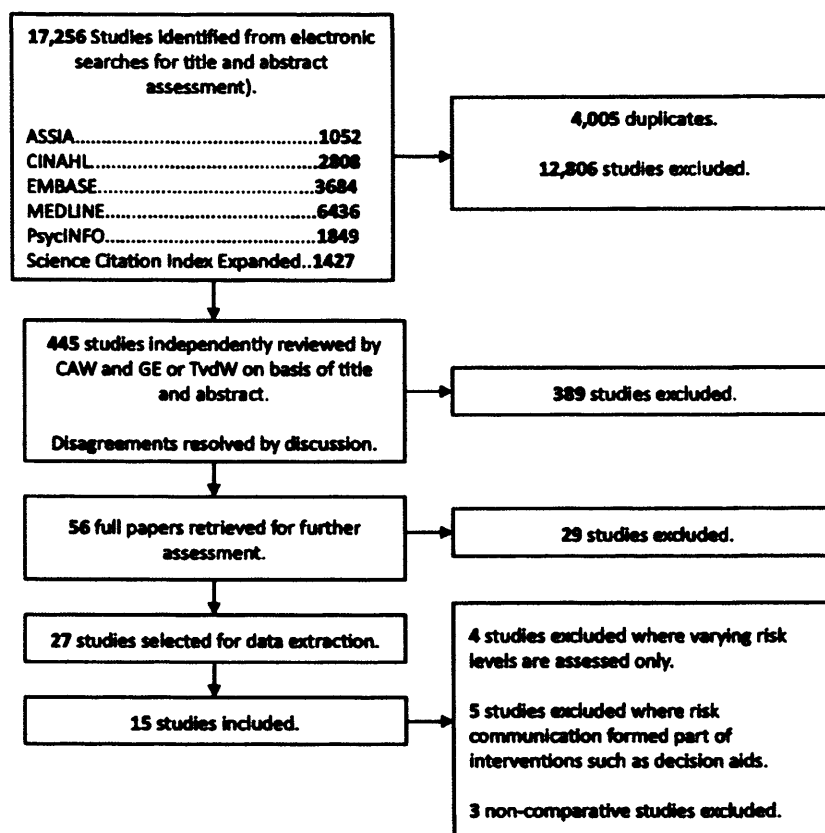 17,256 Studies identified from electronic
searches for title and abstract
assessment).
ASSIA..........................................1052
CINAHL.......................................2808
EMBASE......................................3684
MEDLINE.....................................6436
PsycINFO....................................1849
Science Citation Index Expanded..1427
4,005 duplicates.
12,806 studies excluded.
445 studies independently reviewed by
CAW and GE or TvdW on basis of title
and abstract.
Disagreements resolved by discussion.
389 studies excluded.
56 full papers retrieved for further
assessment.
29 studies excluded.
27 studies selected for data extraction.
15 studies included.
4 studies excluded where varying risk
levels are assessed only.
5 studies excluded where risk
communication formed part of
interventions such as decision aids.
3 non-comparative studies excluded.